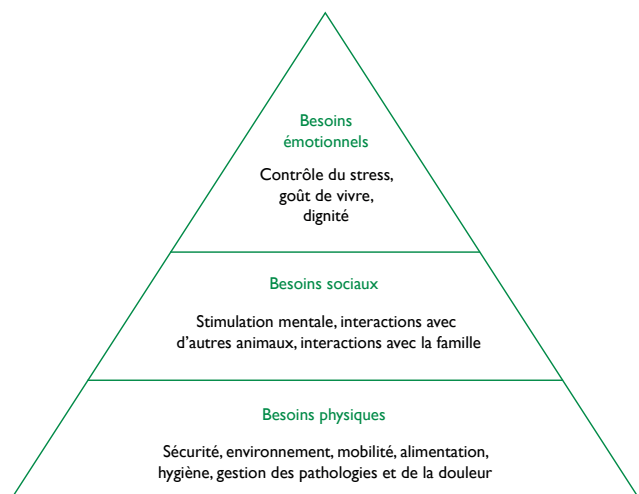 Besoins
émotionnels
Contrôle du stress,
goût de vivre,
dignité
Besoins sociaux
Stimulation mentale, interactions avec
d'autres animaux, interactions avec la famille
Besoins physiques
Sécurité, environnement, mobilité, alimentation,
hygiène, gestion des pathologies et de la douleur